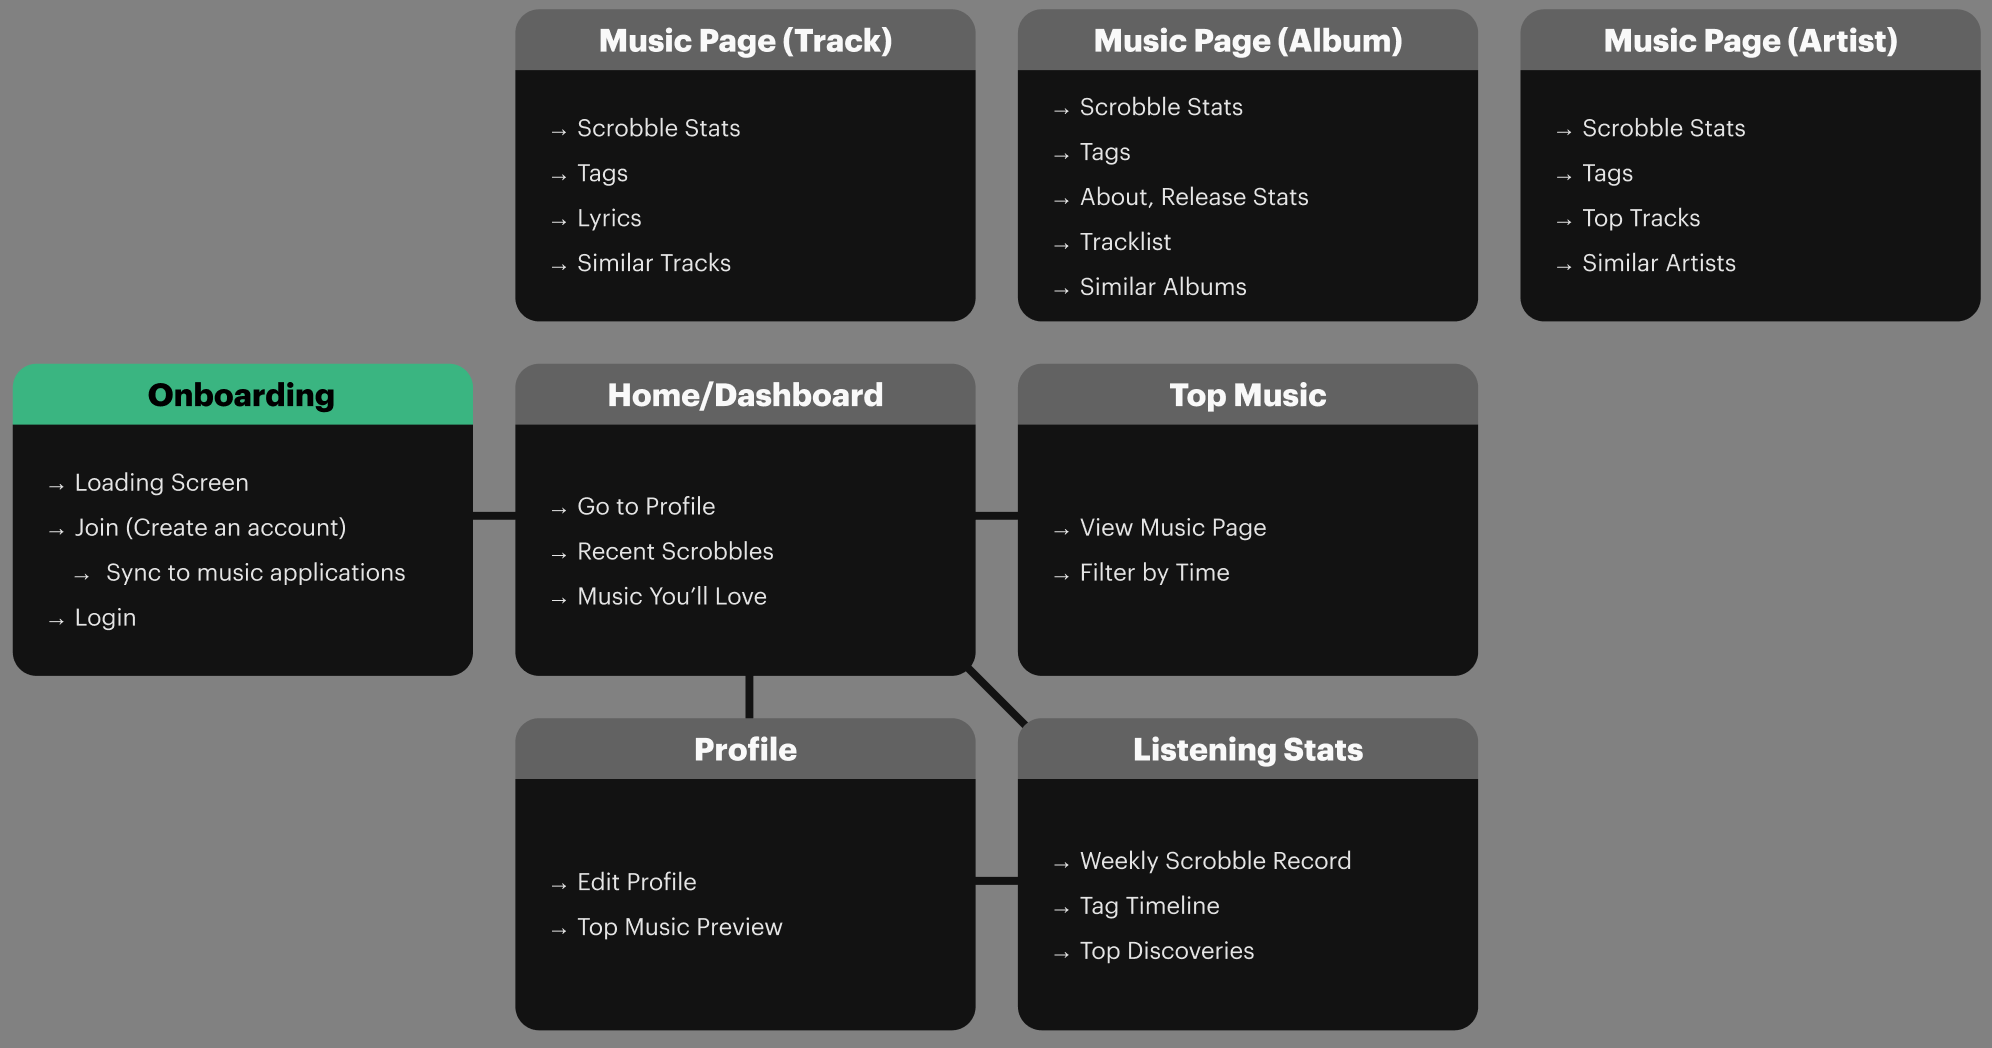 Music Page (Track)
→ Scrobble Stats
→ Tags
→ Lyrics
→ Similar Tracks
Music Page (Album)
→ Scrobble Stats
→ Tags
→ About, Release Stats
→ Tracklist
→ Similar Albums
Music Page (Artist)
→ Scrobble Stats
→ Tags
→ Top Tracks
→ Similar Artists
Onboarding
→ Loading Screen
→ Join (Create an account)
→ Sync to music applications
→ Login
Home/Dashboard
→ Go to Profile
→ Recent Scrobbles
→ Music You’ll Love
Top Music
→ View Music Page
→ Filter by Time
Profile
→ Edit Profile
→ Top Music Preview
Listening Stats
→ Weekly Scrobble Record
→ Tag Timeline
→ Top Discoveries